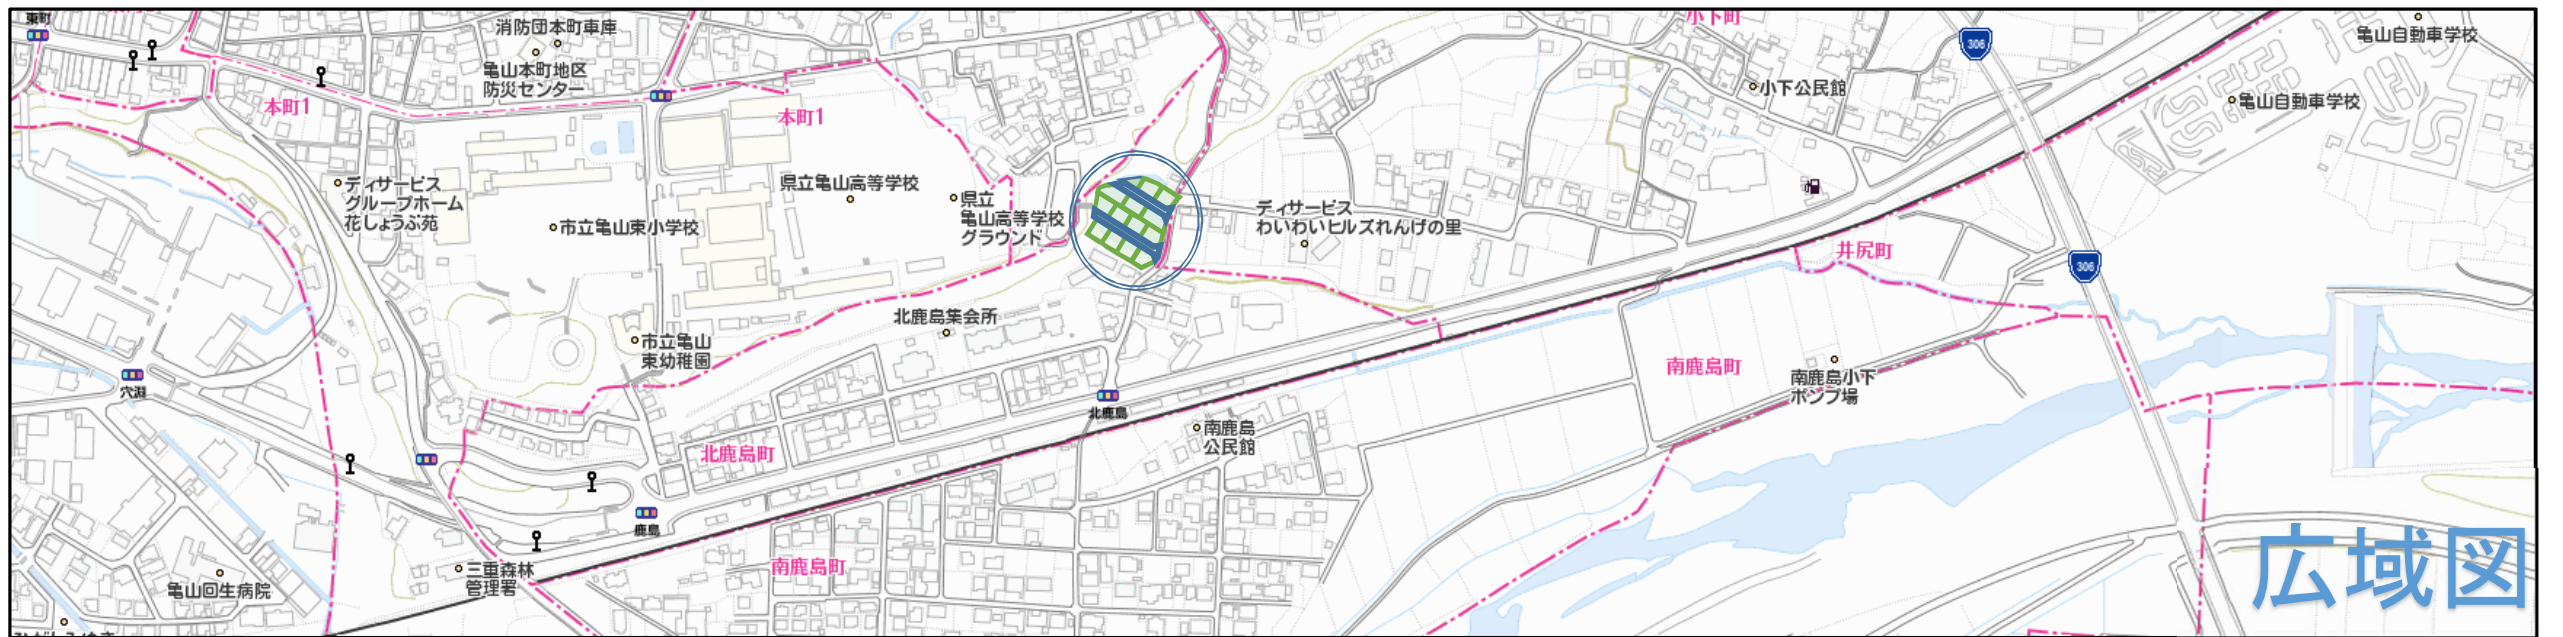 東町
消防団本町車庫
亀山本町地区
防災センター
本町1
本町1
小下町
306
亀山自動車学校
小下公民館
亀山自動車学校
デイサービス
グループホーム
花しょうぶ苑
市立亀山東小学校
県立亀山高等学校
県立
亀山高等学校
グラウンド
デイサービス
わいわいヒルズれんげの里
井尻町
306
北鹿島集会所
市立亀山
東幼稚園
穴淵
北鹿島
南鹿島町
南鹿島小下
ポンプ場
南鹿島
公民館
北鹿島町
鹿島
南鹿島町
三重森林
管理署
亀山回生病院
広域図